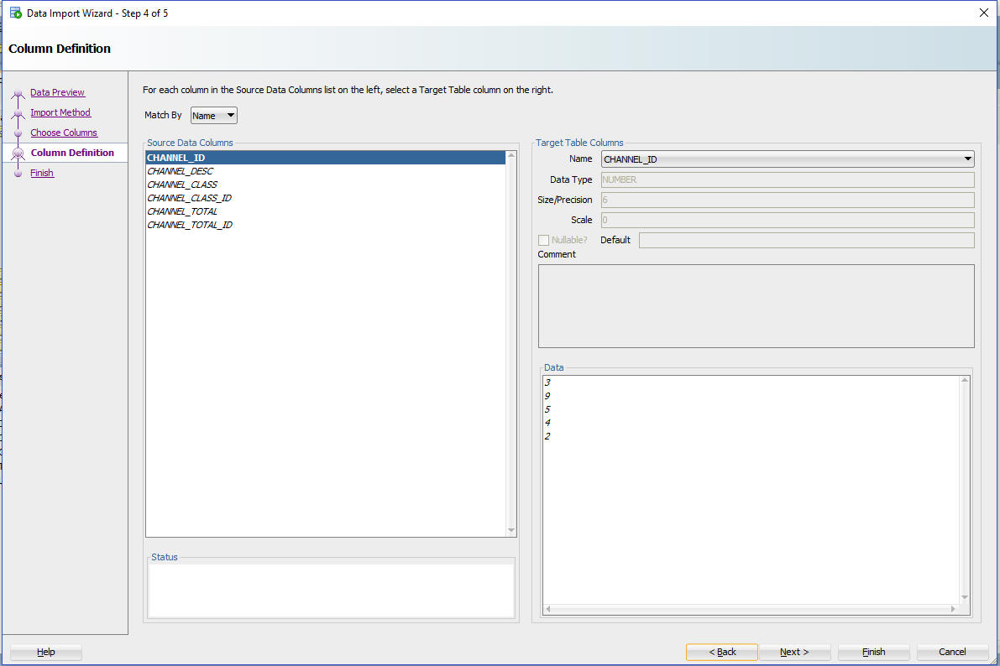 Data Import Wizard - Step 4 of 5
Column Definition
Data Preview
Import Method
Choose Columns
Column Definition
Finish
For each column in the Source Data Columns list on the left, select a Target Table column on the right.
Match By Name
Source Data Columns
CHANNEL_ID
CHANNEL_DESC
CHANNEL_CLASS
CHANNEL_CLASS_ID
CHANNEL_TOTAL
CHANNEL_TOTAL_ID
Status
Target Table Columns
Name CHANNEL_ID
Data Type NUMBER
Size/Precision 6
Scale 0
Nullable? Default
Comment
Data
3
9
5
4
2
Help < Back Next > Finish Cancel